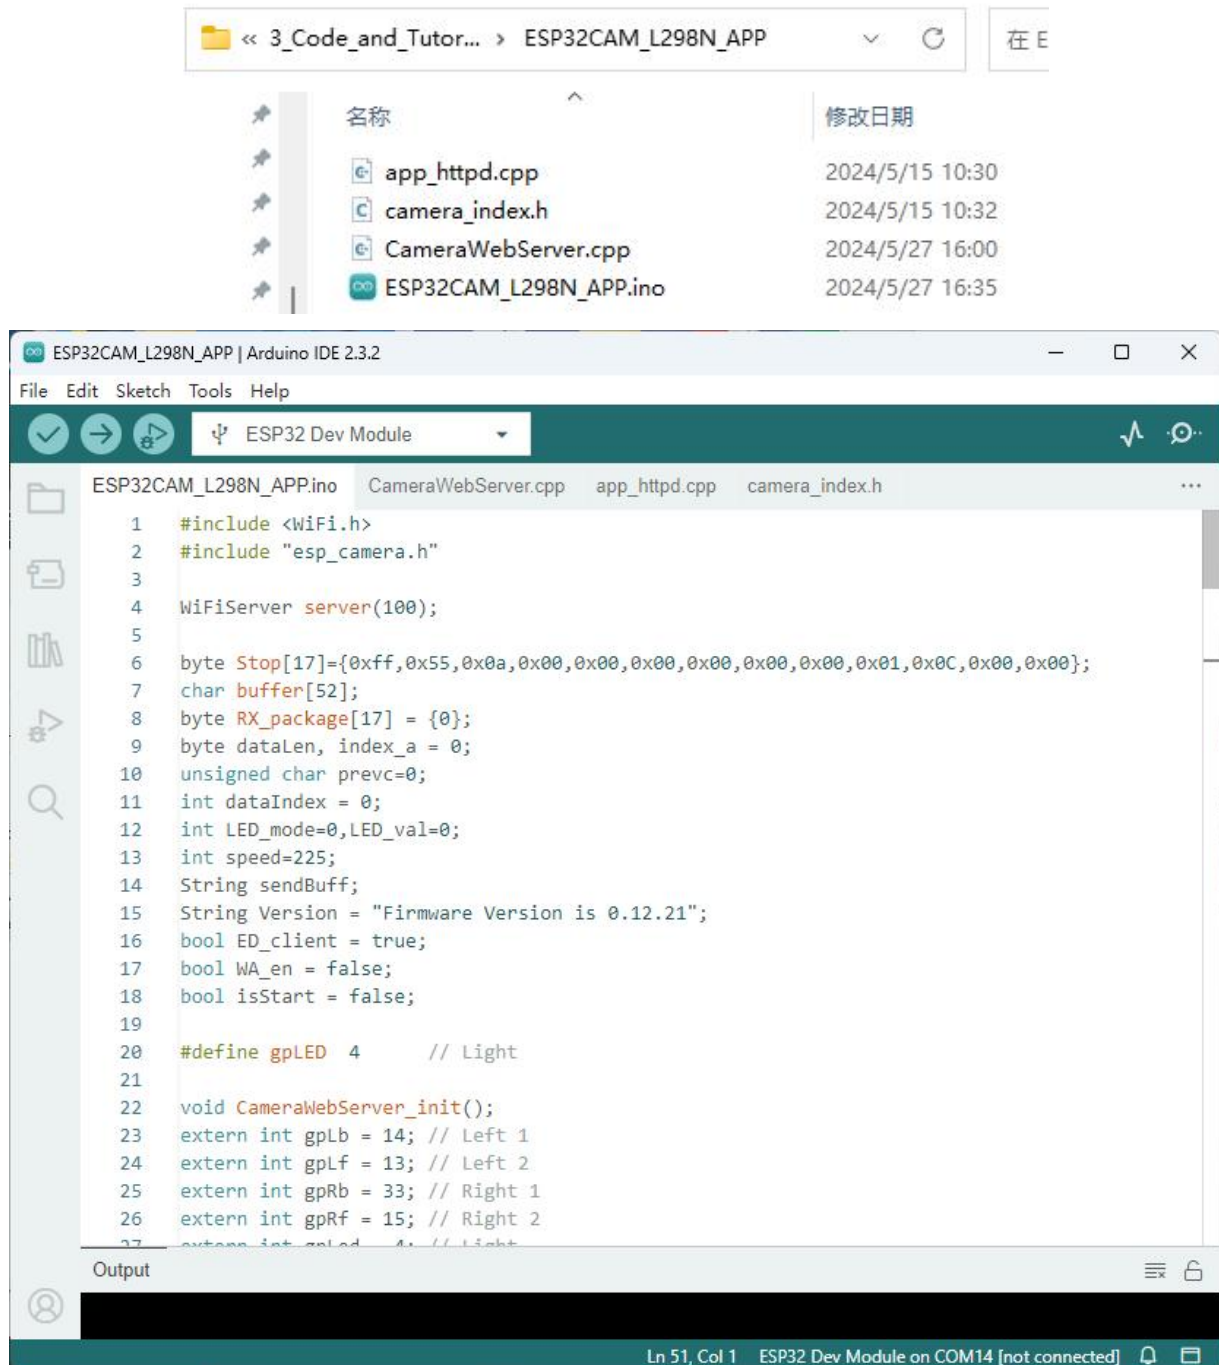 « 3_Code_and_Tutor... > ESP32CAM_L298N_APP
在 E
名称 修改日期
app_httpd.cpp 2024/5/15 10:30
camera_index.h 2024/5/15 10:32
CameraWebServer.cpp 2024/5/27 16:00
ESP32CAM_L298N_APP.ino 2024/5/27 16:35
ESP32CAM_L298N_APP | Arduino IDE 2.3.2
File Edit Sketch Tools Help
ESP32 Dev Module
ESP32CAM_L298N_APP.ino CameraWebServer.cpp app_httpd.cpp camera_index.h ...
1 #include <WiFi.h>
2 #include "esp_camera.h"
3
4 WiFiServer server(100);
5
6 byte Stop[17]={0xff,0x55,0x0a,0x00,0x00,0x00,0x00,0x00,0x00,0x01,0x0C,0x00,0x00};
7 char buffer[52];
8 byte RX_package[17] = {0};
9 byte dataLen, index_a = 0;
10 unsigned char prevc=0;
11 int dataIndex = 0;
12 int LED_mode=0,LED_val=0;
13 int speed=225;
14 String sendBuff;
15 String Version = "Firmware Version is 0.12.21";
16 bool ED_client = true;
17 bool WA_en = false;
18 bool isStart = false;
19
20 #define gpLED 4 // Light
21
22 void CameraWebServer_init();
23 extern int gpLb = 14; // Left 1
24 extern int gpLf = 13; // Left 2
25 extern int gpRb = 33; // Right 1
26 extern int gpRf = 15; // Right 2
27 extern int gpLed 4; // Light
Output
Ln 51, Col 1 ESP32 Dev Module on COM14 [not connected]